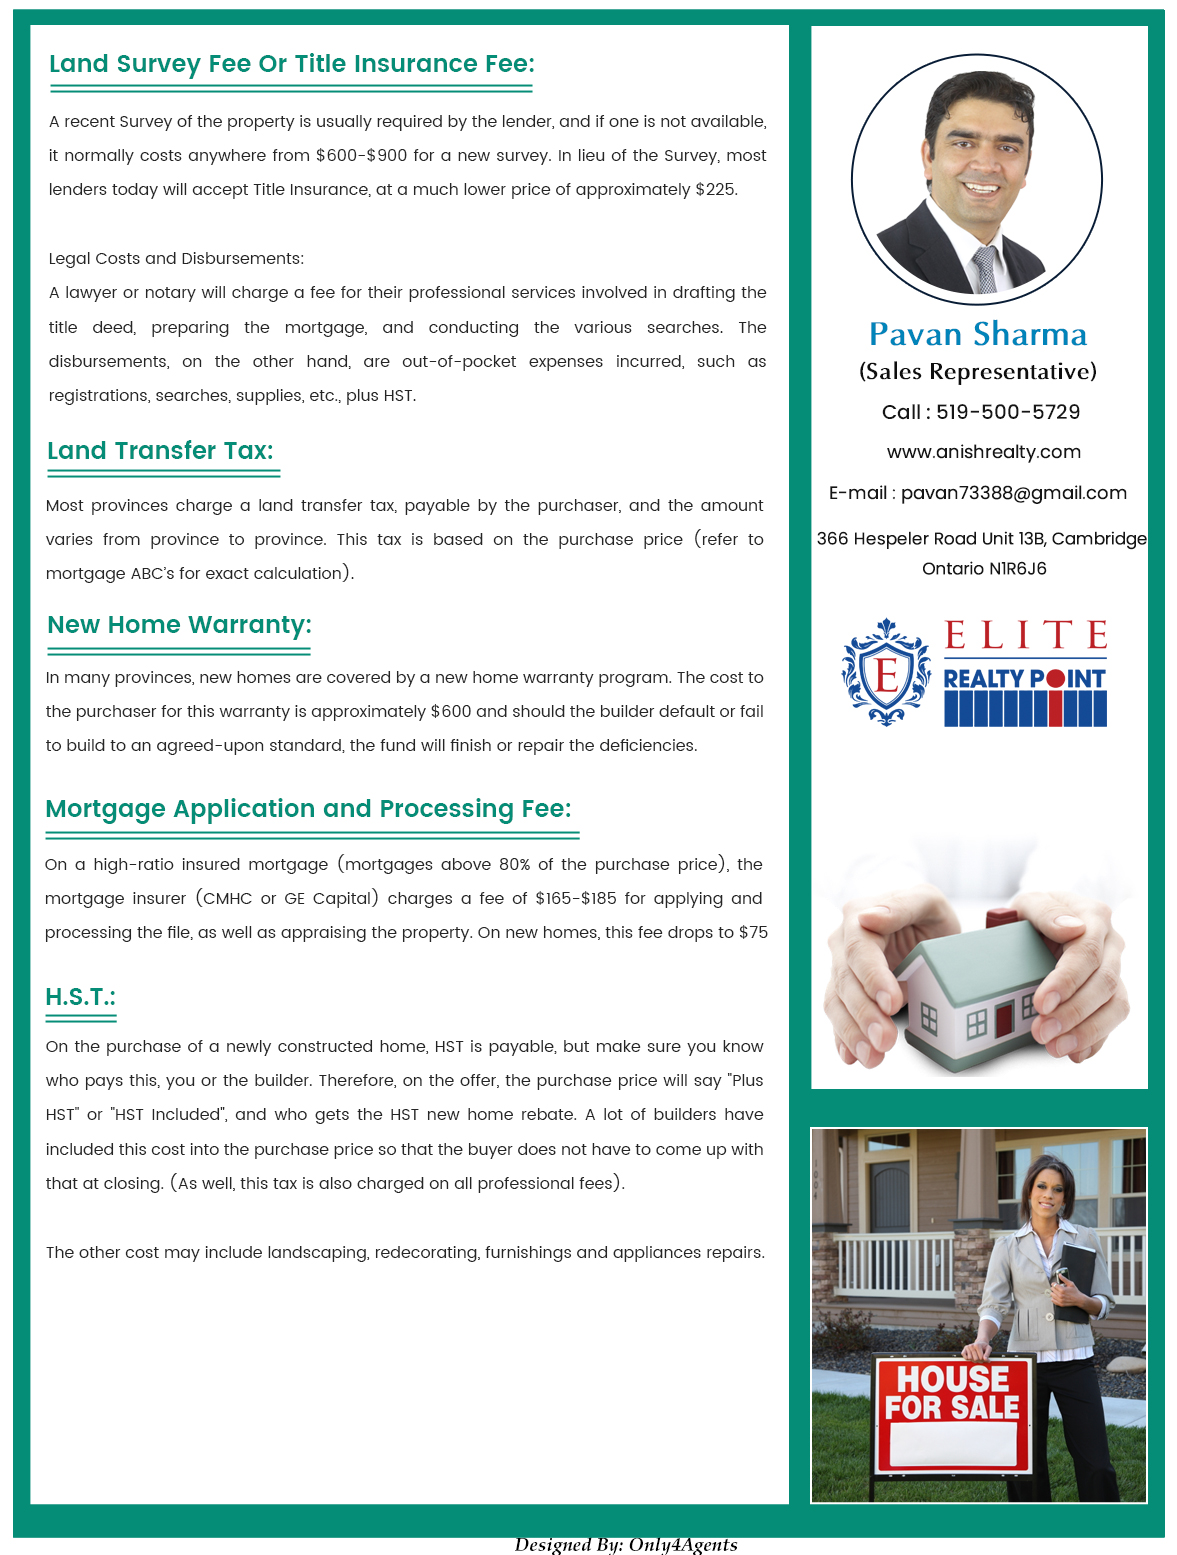 Land Survey Fee Or Title Insurance Fee:
A recent Survey of the property is usually required by the lender, and if one is not available,
it normally costs anywhere from $600-$900 for a new survey. In lieu of the Survey, most
lenders today will accept Title Insurance, at a much lower price of approximately $225.
Legal Costs and Disbursements:
A lawyer or notary will charge a fee for their professional services involved in drafting the
title deed, preparing the mortgage, and conducting the various searches. The
disbursements, on the other hand, are out-of-pocket expenses incurred, such as
registrations, searches, supplies, etc., plus HST.
Land Transfer Tax:
Most provinces charge a land transfer tax, payable by the purchaser, and the amount
varies from province to province. This tax is based on the purchase price (refer to
mortgage ABC's for exact calculation).
New Home Warranty:
In many provinces, new homes are covered by a new home warranty program. The cost to
the purchaser for this warranty is approximately $600 and should the builder default or fail
to build to an agreed-upon standard, the fund will finish or repair the deficiencies.
Mortgage Application and Processing Fee:
On a high-ratio insured mortgage (mortgages above 80% of the purchase price), the
mortgage insurer (CMHC or GE Capital) charges a fee of $165-$185 for applying and
processing the file, as well as appraising the property. On new homes, this fee drops to $75
H.S.T.:
On the purchase of a newly constructed home, HST is payable, but make sure you know
who pays this, you or the builder. Therefore, on the offer, the purchase price will say "Plus
HST" or "HST Included", and who gets the HST new home rebate. A lot of builders have
included this cost into the purchase price so that the buyer does not have to come up with
that at closing. (As well, this tax is also charged on all professional fees).
The other cost may include landscaping, redecorating, furnishings and appliances repairs.
Pavan Sharma
(Sales Representative)
Call : 519-500-5729
www.anishrealty.com
E-mail : pavan73388@gmail.com
366 Hespeler Road Unit 13B, Cambridge
Ontario N1R6J6
E
ELITE
REALTY POINT
1004
HOUSE
FOR SALE
Designed By: Only4Agents